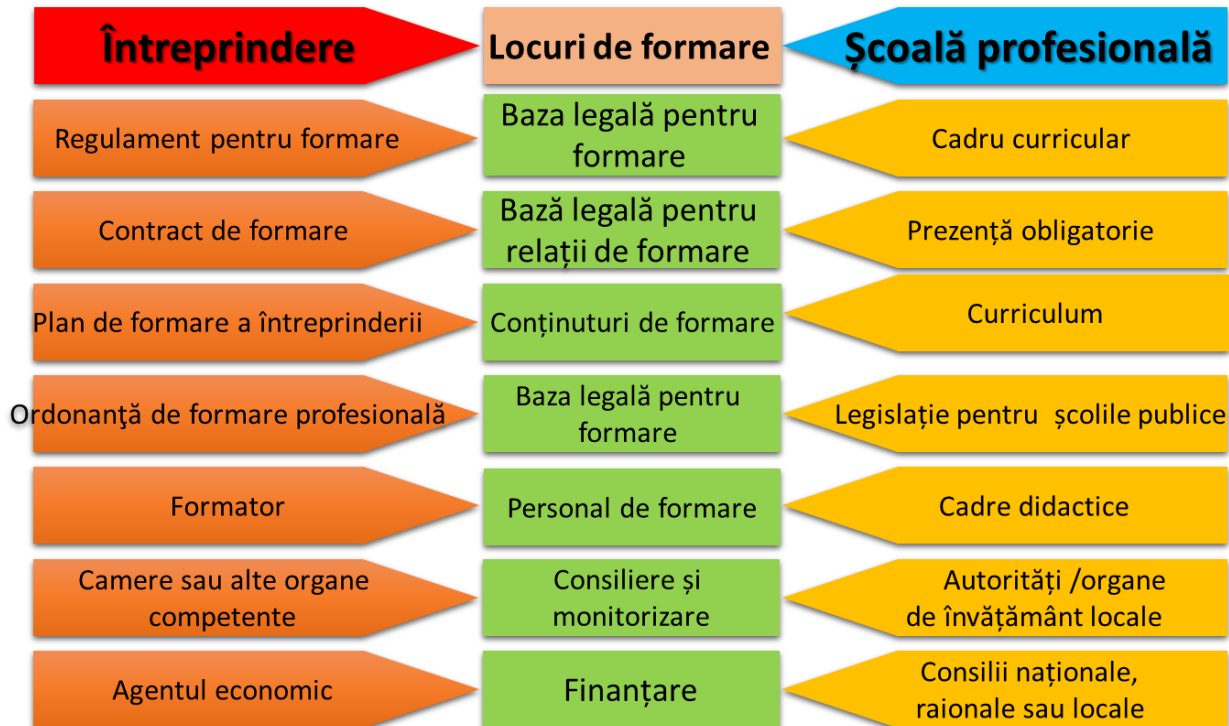 Întreprindere
Locuri de formare
Școală profesională
Regulament pentru formare
Baza legală pentru
formare
Cadru curricular
Contract de formare
Bază legală pentru
relații de formare
Prezență obligatorie
Plan de formare a întreprinderii
Conținuturi de formare
Curriculum
Ordonanţă de formare profesională
Baza legală pentru
formare
Legislație pentru școlile publice
Formator
Personal de formare
Cadre didactice
Camere sau alte organe
competente
Consiliere și
monitorizare
Autorități /organe
de învățământ locale
Agentul economic
Finanțare
Consilii naționale,
raionale sau locale